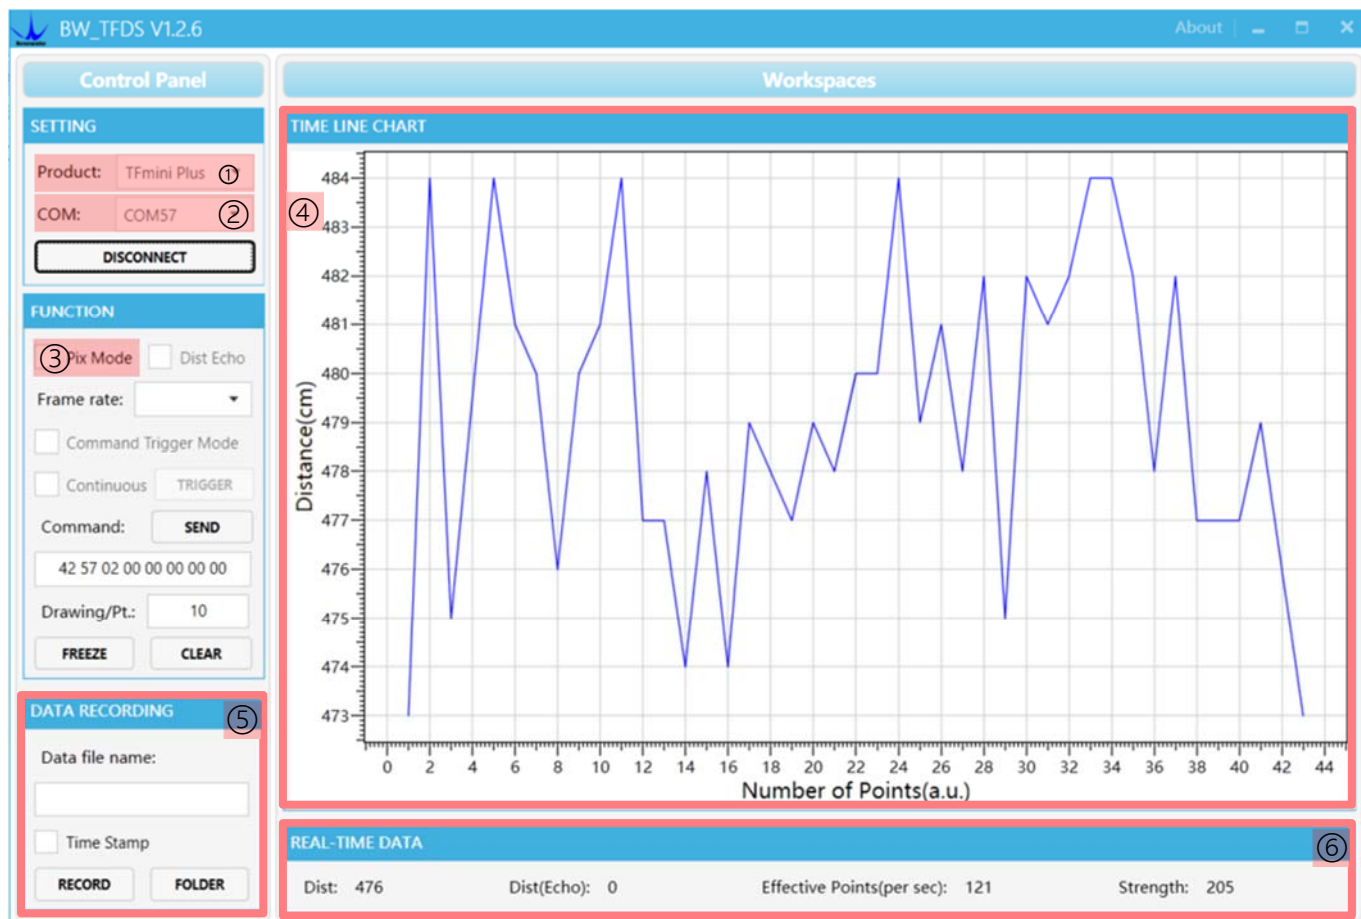 BW_TFDS V1.2.6 About
Control Panel
Workspaces
SETTING
Product: TFmini Plus ①
COM: COM57 ②
DISCONNECT
FUNCTION
③ Pix Mode Dist Echo
Frame rate:
Command Trigger Mode
Continuous TRIGGER
Command: SEND
42 57 02 00 00 00 00 00
Drawing/Pt.: 10
FREEZE CLEAR
DATA RECORDING ⑤
Data file name:
Time Stamp
RECORD FOLDER
TIME LINE CHART
④
Distance(cm)
484
483
482
481
480
479
478
477
476
475
474
473
0 2 4 6 8 10 12 14 16 18 20 22 24 26 28 30 32 34 36 38 40 42 44
Number of Points(a.u.)
REAL-TIME DATA ⑥
Dist: 476 Dist(Echo): 0 Effective Points(per sec): 121 Strength: 205